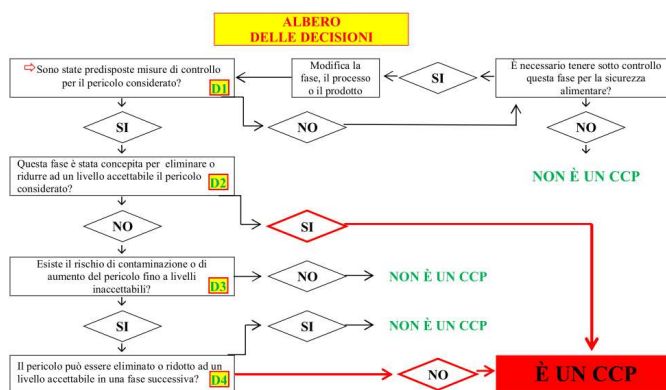 ALBERO
DELLE DECISIONI
⇨Sono state predisposte misure di controllo
per il pericolo considerato?
D1
Modifica la
fase, il processo
o il prodotto
SI
È necessario tenere sotto controllo
questa fase per la sicurezza
alimentare?
SI
NO
NO
NON È UN CCP
Questa fase è stata concepita per eliminare o
ridurre ad un livello accettabile il pericolo
considerato?
D2
NO
SI
Esiste il rischio di contaminazione o di
aumento del pericolo fino a livelli
inaccettabili?
D3
NO
NON È UN CCP
SI
SI
NON È UN CCP
Il pericolo può essere eliminato o ridotto ad un
livello accettabile in una fase successiva?
D4
NO
È UN CCP